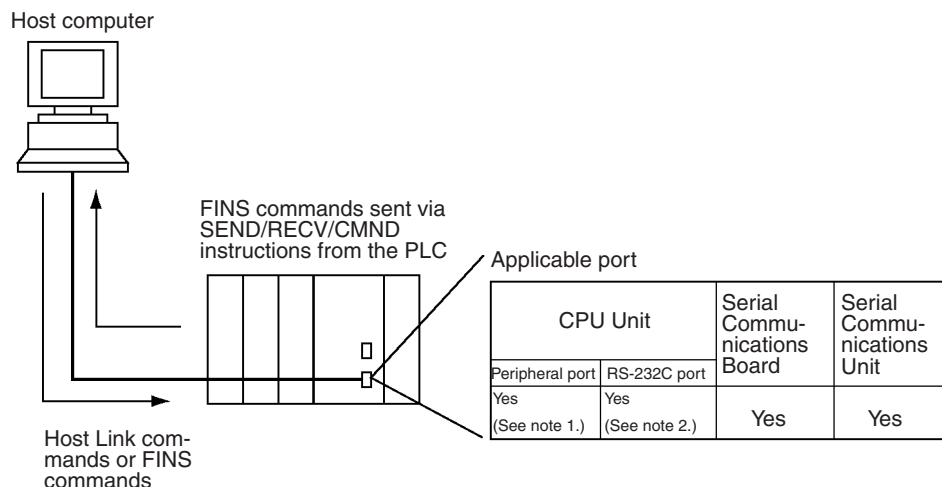 Host computer
FINS commands sent via
SEND/RECV/CMND
instructions from the PLC
Applicable port
CPU Unit
Serial
Commu-
nications
Board
Serial
Commu-
nications
Unit
Peripheral port
RS-232C port
Yes
(See note 1.)
Yes
(See note 2.)
Yes
Yes
Host Link com-
mands or FINS
commands